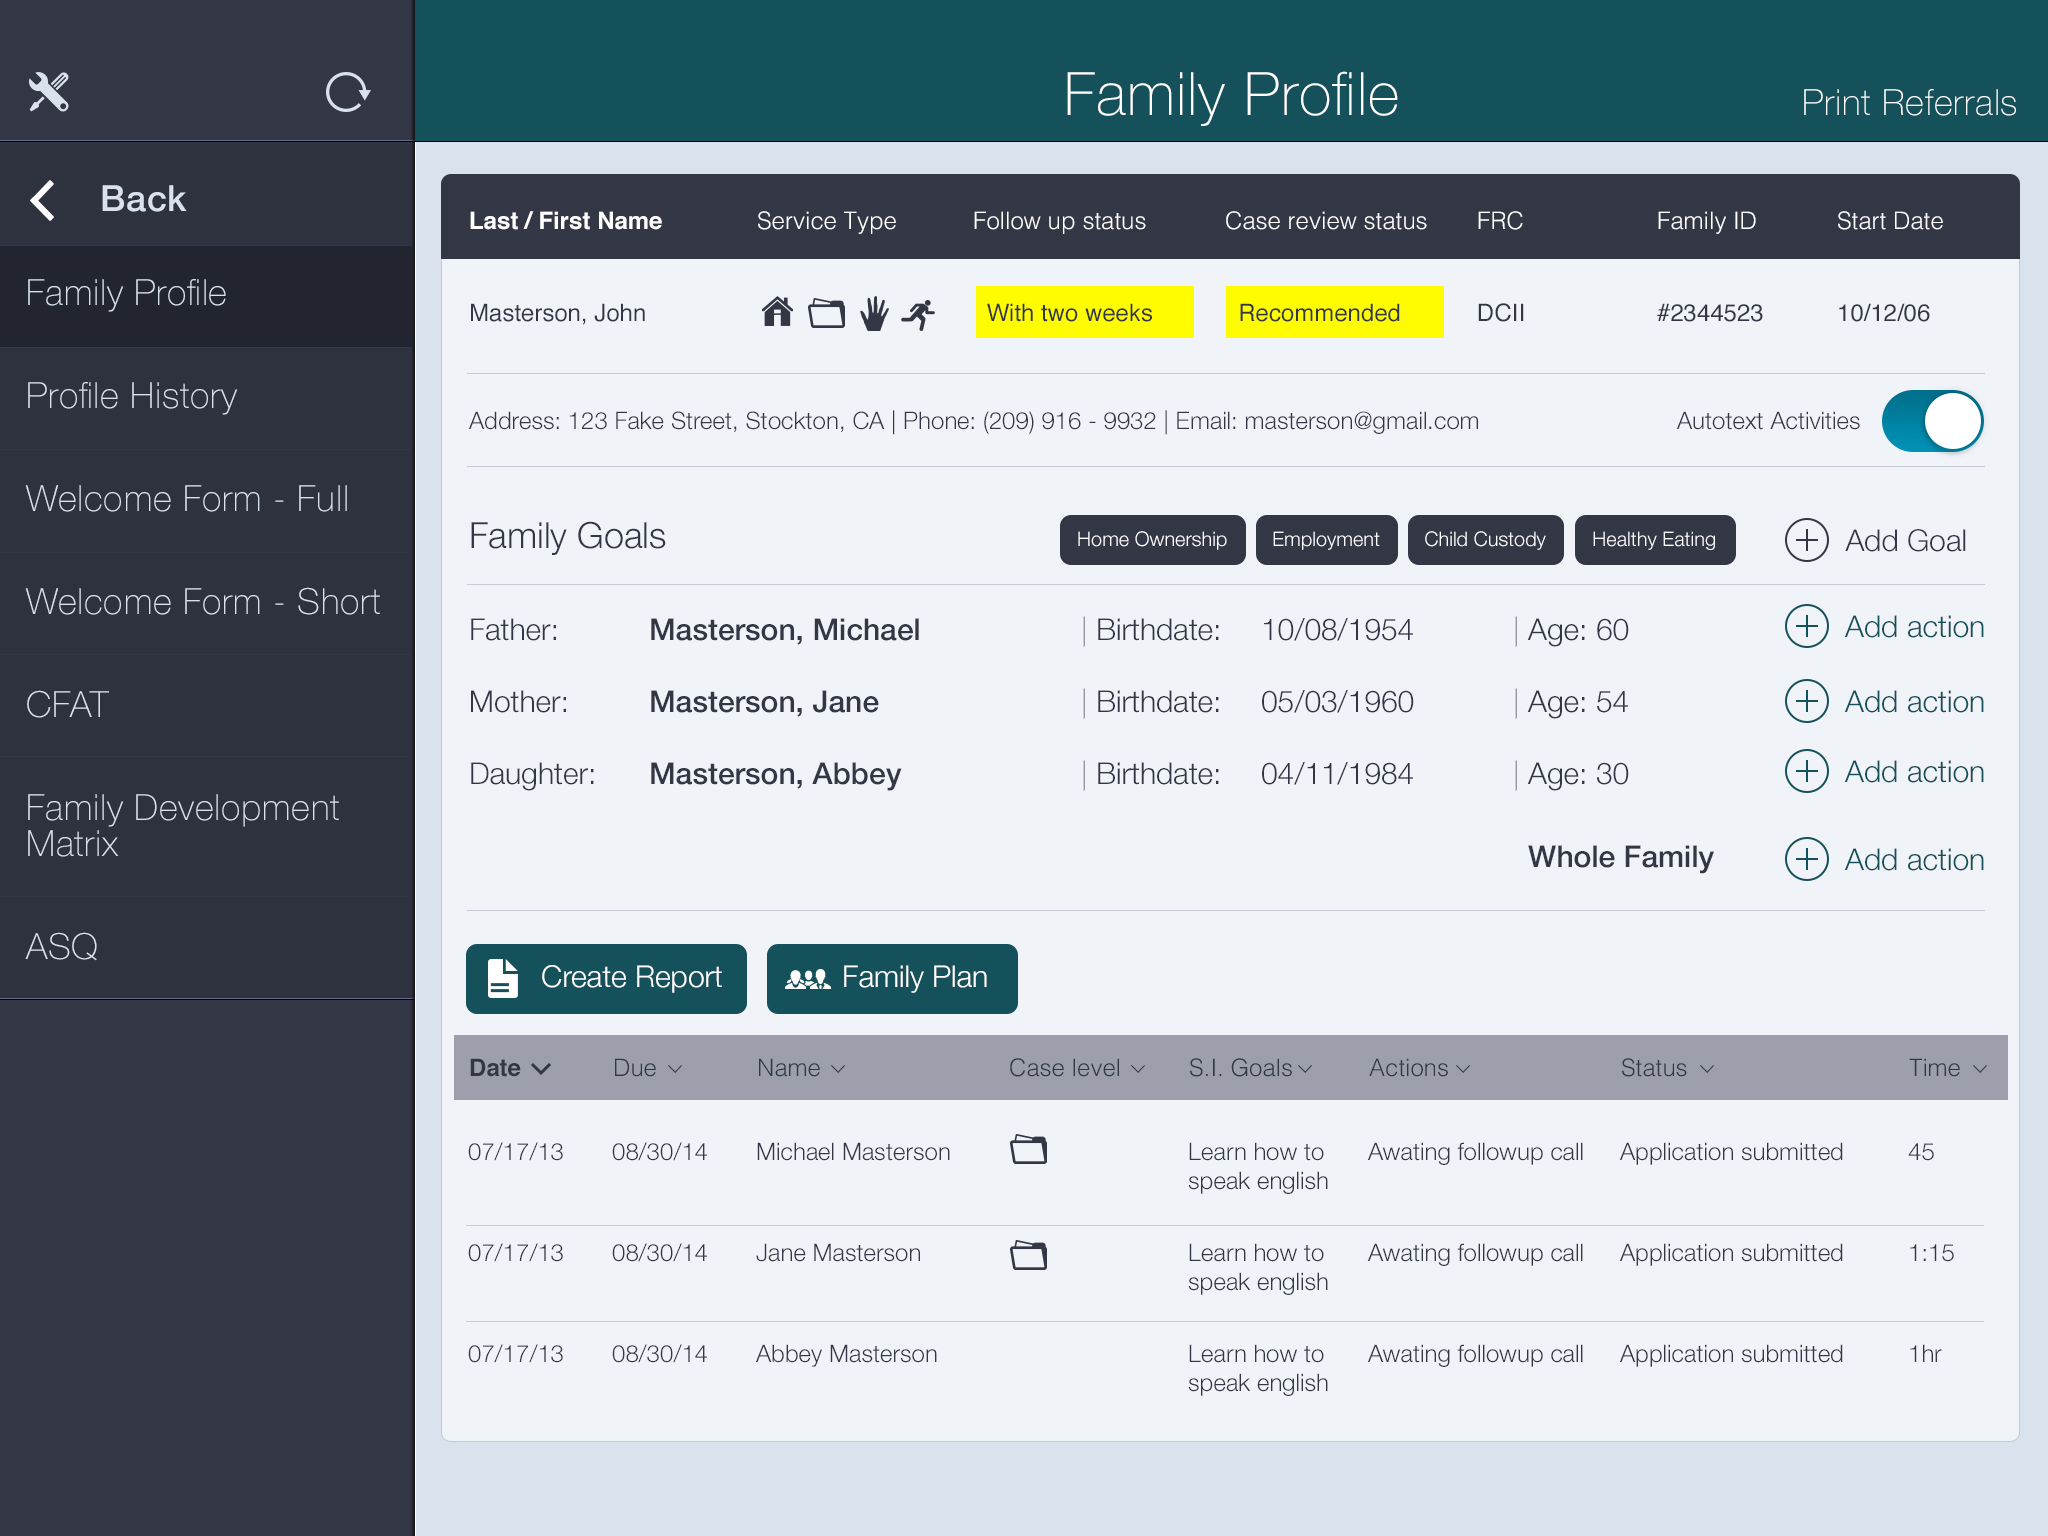 Family Profile
Print Referrals
Back
Family Profile
Profile History
Welcome Form - Full
Welcome Form - Short
CFAT
Family Development
Matrix
ASQ
Last / First Name Service Type Follow up status Case review status FRC Family ID Start Date
Masterson, John With two weeks Recommended DCII #2344523 10/12/06
Address: 123 Fake Street, Stockton, CA | Phone: (209) 916 - 9932 | Email: masterson@gmail.com Autotext Activities
Family Goals Home Ownership Employment Child Custody Healthy Eating Add Goal
Father: Masterson, Michael | Birthdate: 10/08/1954 | Age: 60 Add action
Mother: Masterson, Jane | Birthdate: 05/03/1960 | Age: 54 Add action
Daughter: Masterson, Abbey | Birthdate: 04/11/1984 | Age: 30 Add action
Whole Family Add action
Create Report Family Plan
Date Due Name Case level S.I. Goals Actions Status Time
07/17/13 08/30/14 Michael Masterson Learn how to Awating followup call Application submitted 45
speak english
07/17/13 08/30/14 Jane Masterson Learn how to Awating followup call Application submitted 1:15
speak english
07/17/13 08/30/14 Abbey Masterson Learn how to Awating followup call Application submitted 1hr
speak english